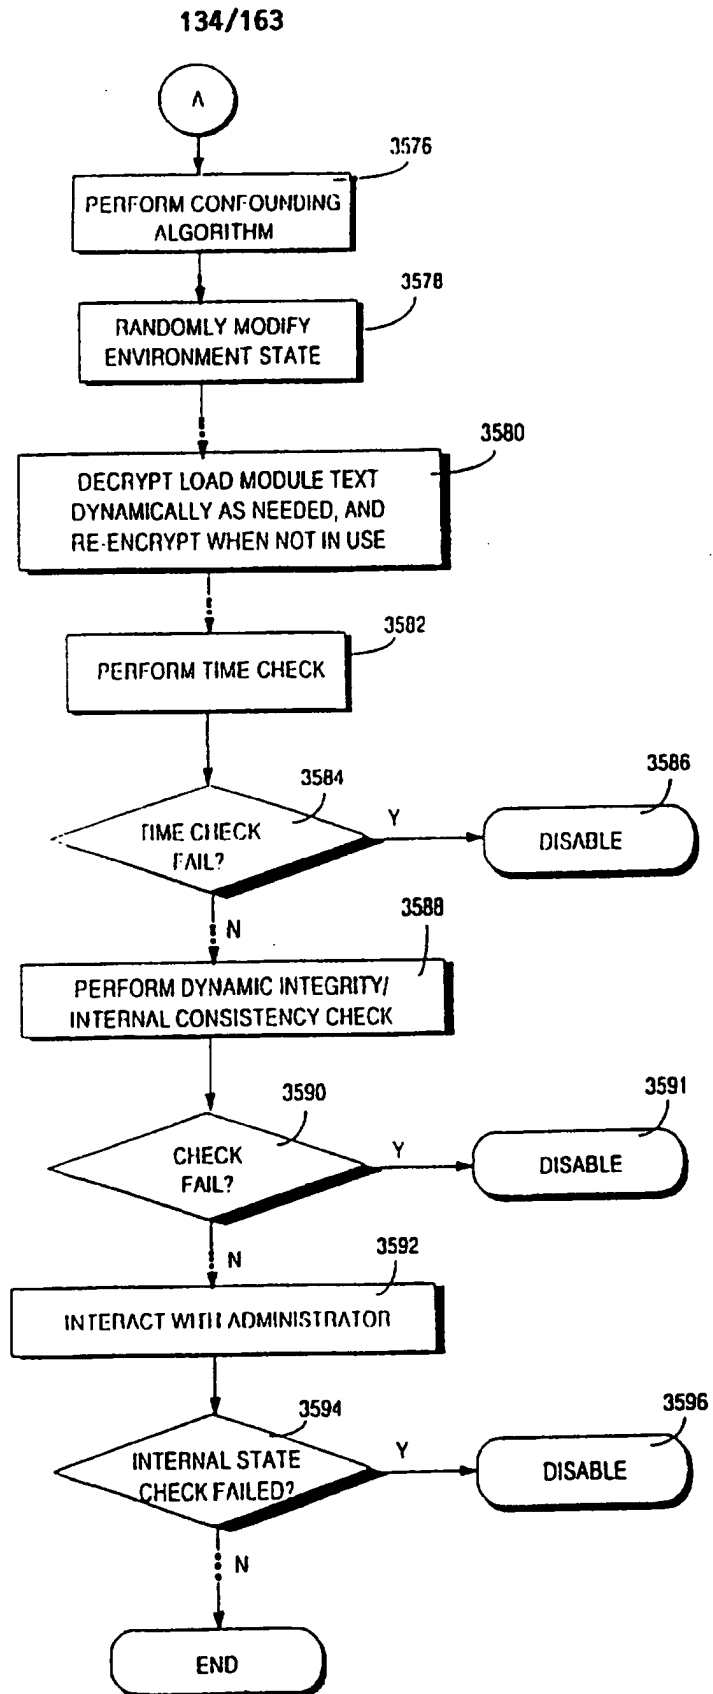 134/163
A
3576
PERFORM CONFOUNDING
ALGORITHM
3578
RANDOMLY MODIFY
ENVIRONMENT STATE
3580
DECRYPT LOAD MODULE TEXT
DYNAMICALLY AS NEEDED, AND
RE-ENCRYPT WHEN NOT IN USE
3582
PERFORM TIME CHECK
3584
TIME CHECK
FAIL?
Y
3586
DISABLE
N
3588
PERFORM DYNAMIC INTEGRITY/
INTERNAL CONSISTENCY CHECK
3590
CHECK
FAIL?
Y
3591
DISABLE
N
3592
INTERACT WITH ADMINISTRATOR
3594
INTERNAL STATE
CHECK FAILED?
Y
3596
DISABLE
N
END